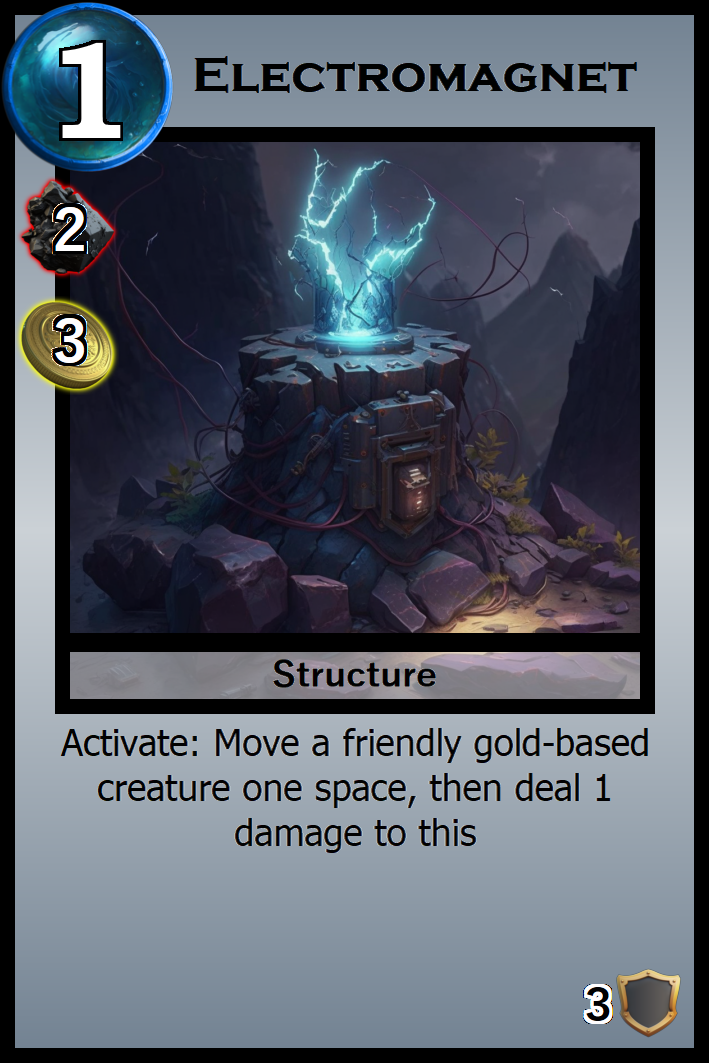 1
Electromagnet
2
3
Structure
Activate: Move a friendly gold-based
creature one space, then deal 1
damage to this
3